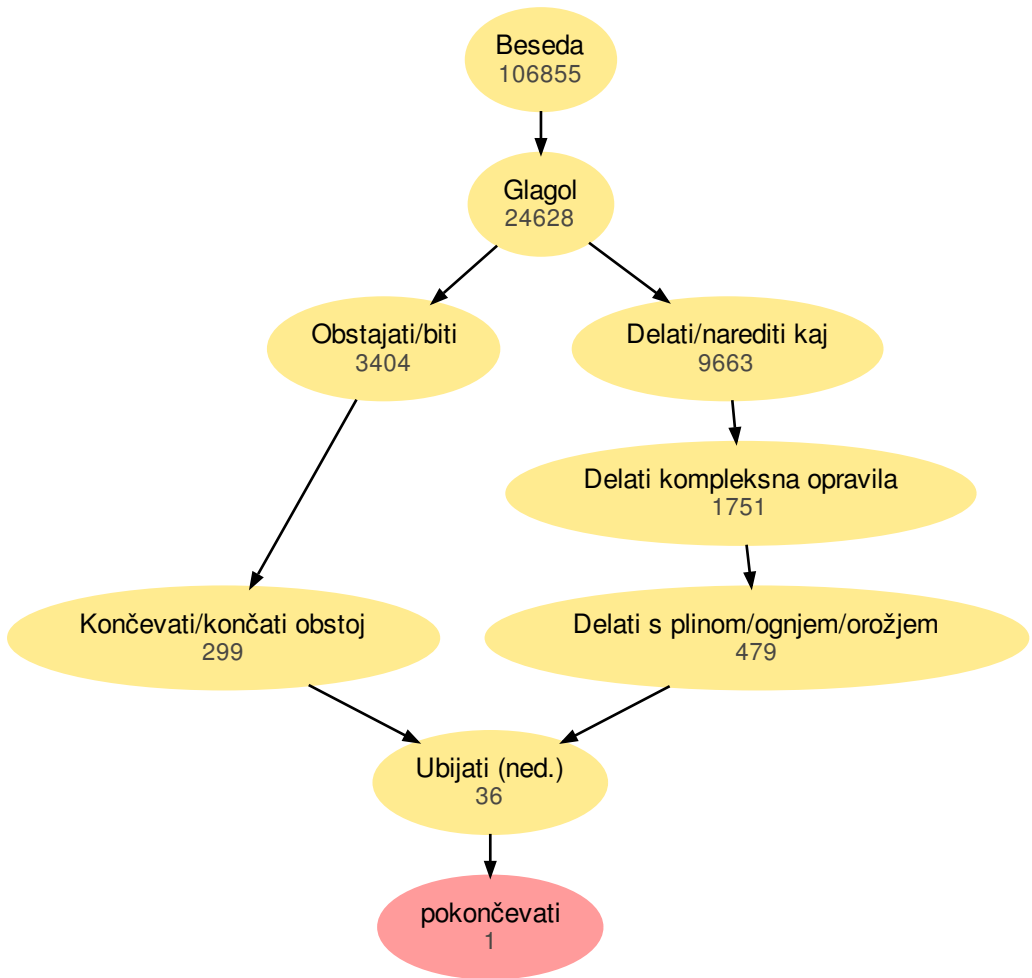 Beseda
106855
Glagol
24628
Obstajati/biti
3404
Delati/narediti kaj
9663
Delati kompleksna opravila
1751
Končevati/končati obstoj
299
Delati s plinom/ognjem/orožjem
479
Ubijati (ned.)
36
pokončevati
1